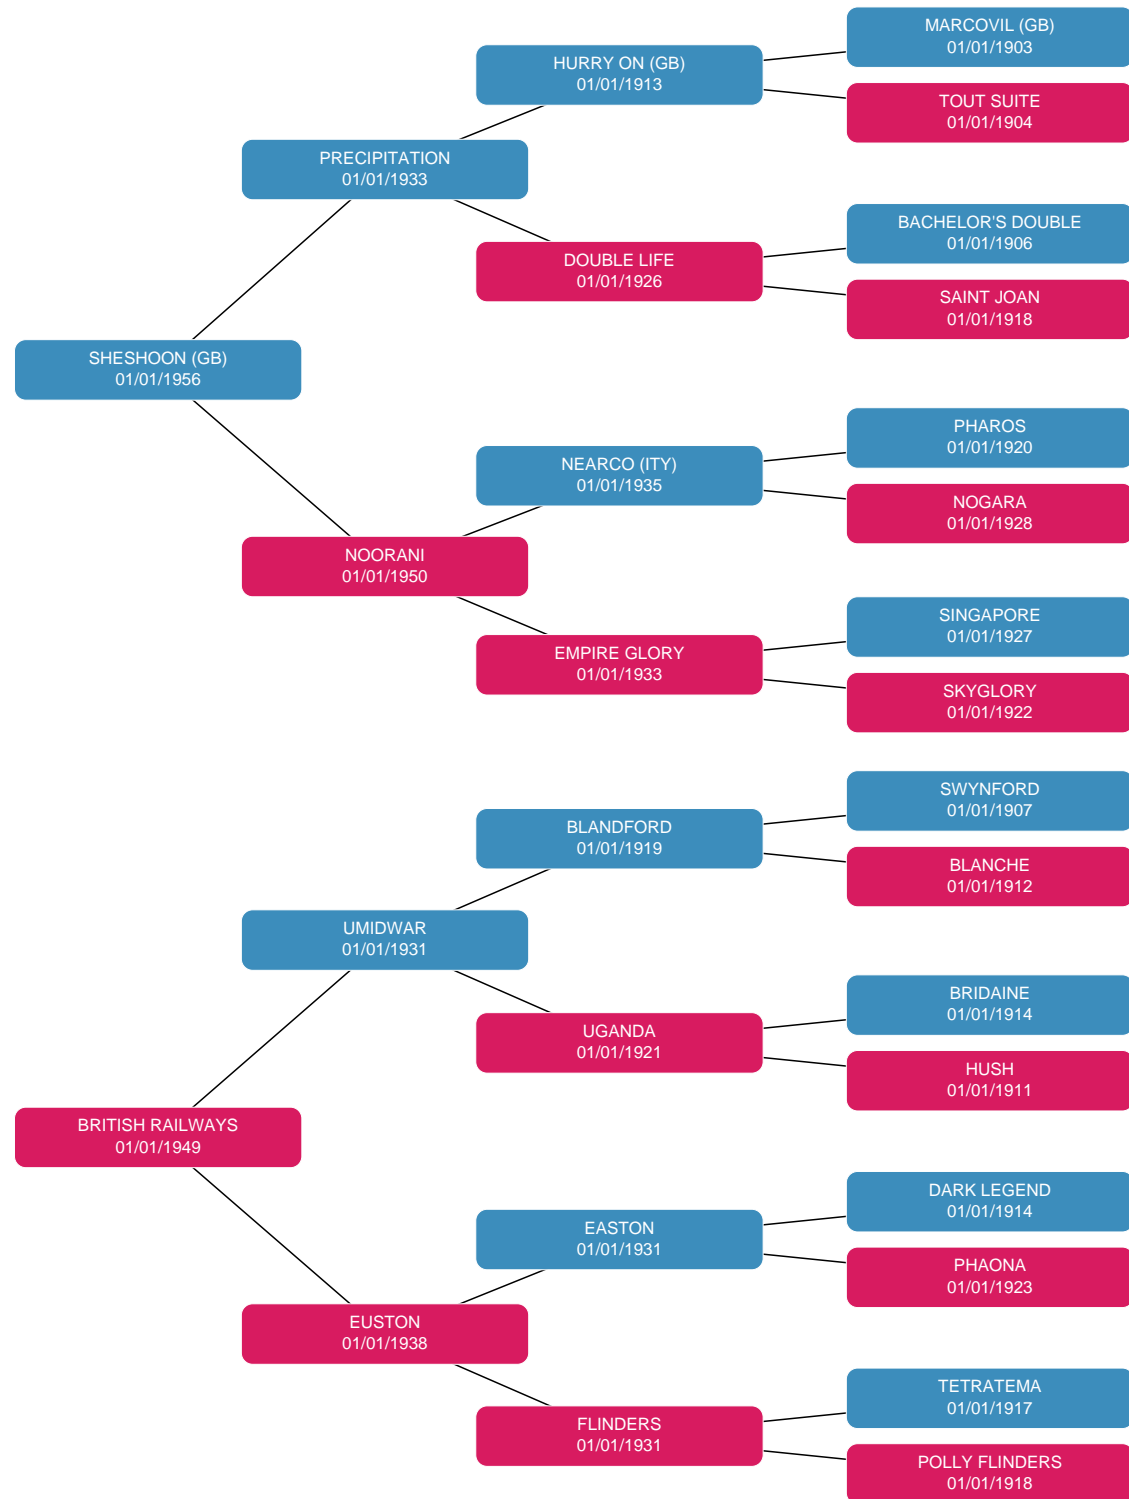 MARCOVIL (GB)
01/01/1903
HURRY ON (GB)
01/01/1913
TOUT SUITE
01/01/1904
PRECIPITATION
01/01/1933
BACHELOR'S DOUBLE
01/01/1906
DOUBLE LIFE
01/01/1926
SAINT JOAN
01/01/1918
SHESHOON (GB)
01/01/1956
PHAROS
01/01/1920
NEARCO (ITY)
01/01/1935
NOGARA
01/01/1928
NOORANI
01/01/1950
SINGAPORE
01/01/1927
EMPIRE GLORY
01/01/1933
SKYGLORY
01/01/1922
SWYNFORD
01/01/1907
BLANDFORD
01/01/1919
BLANCHE
01/01/1912
UMIDWAR
01/01/1931
BRIDAINE
01/01/1914
UGANDA
01/01/1921
HUSH
01/01/1911
BRITISH RAILWAYS
01/01/1949
DARK LEGEND
01/01/1914
EASTON
01/01/1931
PHAONA
01/01/1923
EUSTON
01/01/1938
TETRATEMA
01/01/1917
FLINDERS
01/01/1931
POLLY FLINDERS
01/01/1918